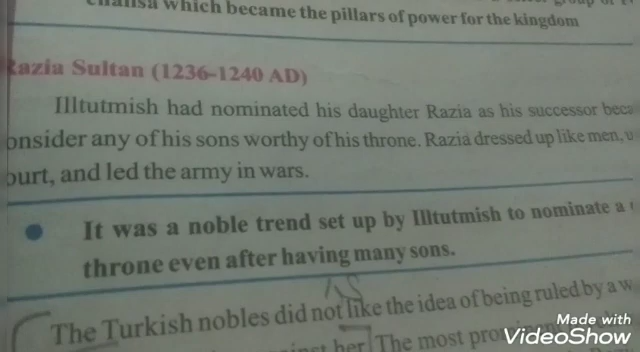 which became the pillars of power for the kingdom
Razia Sultan (1236-1240 AD)
Illtutmish had nominated his daughter Razia as his successor
onsider any of his sons worthy of his throne. Razia dressed up like men,
ourt, and led the army in wars.
It was a noble trend set up by Illtutmish to nominate a
throne even after having many sons.
The Turkish nobles did not like the idea of being ruled by a w
her The most
Made with
VideoShow